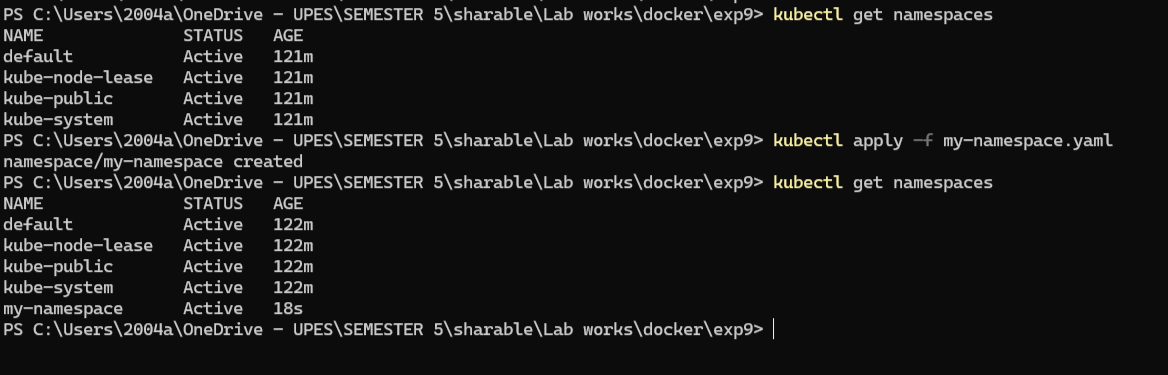 PS C:\Users\2004a\OneDrive - UPES\SEMESTER 5\sharable\Lab works\docker\exp9> kubectl get namespaces
NAME              STATUS   AGE
default           Active   121m
kube-node-lease   Active   121m
kube-public       Active   121m
kube-system       Active   121m
PS C:\Users\2004a\OneDrive - UPES\SEMESTER 5\sharable\Lab works\docker\exp9> kubectl apply -f my-namespace.yaml
namespace/my-namespace created
PS C:\Users\2004a\OneDrive - UPES\SEMESTER 5\sharable\Lab works\docker\exp9> kubectl get namespaces
NAME              STATUS   AGE
default           Active   122m
kube-node-lease   Active   122m
kube-public       Active   122m
kube-system       Active   122m
my-namespace      Active   18s
PS C:\Users\2004a\OneDrive - UPES\SEMESTER 5\sharable\Lab works\docker\exp9>